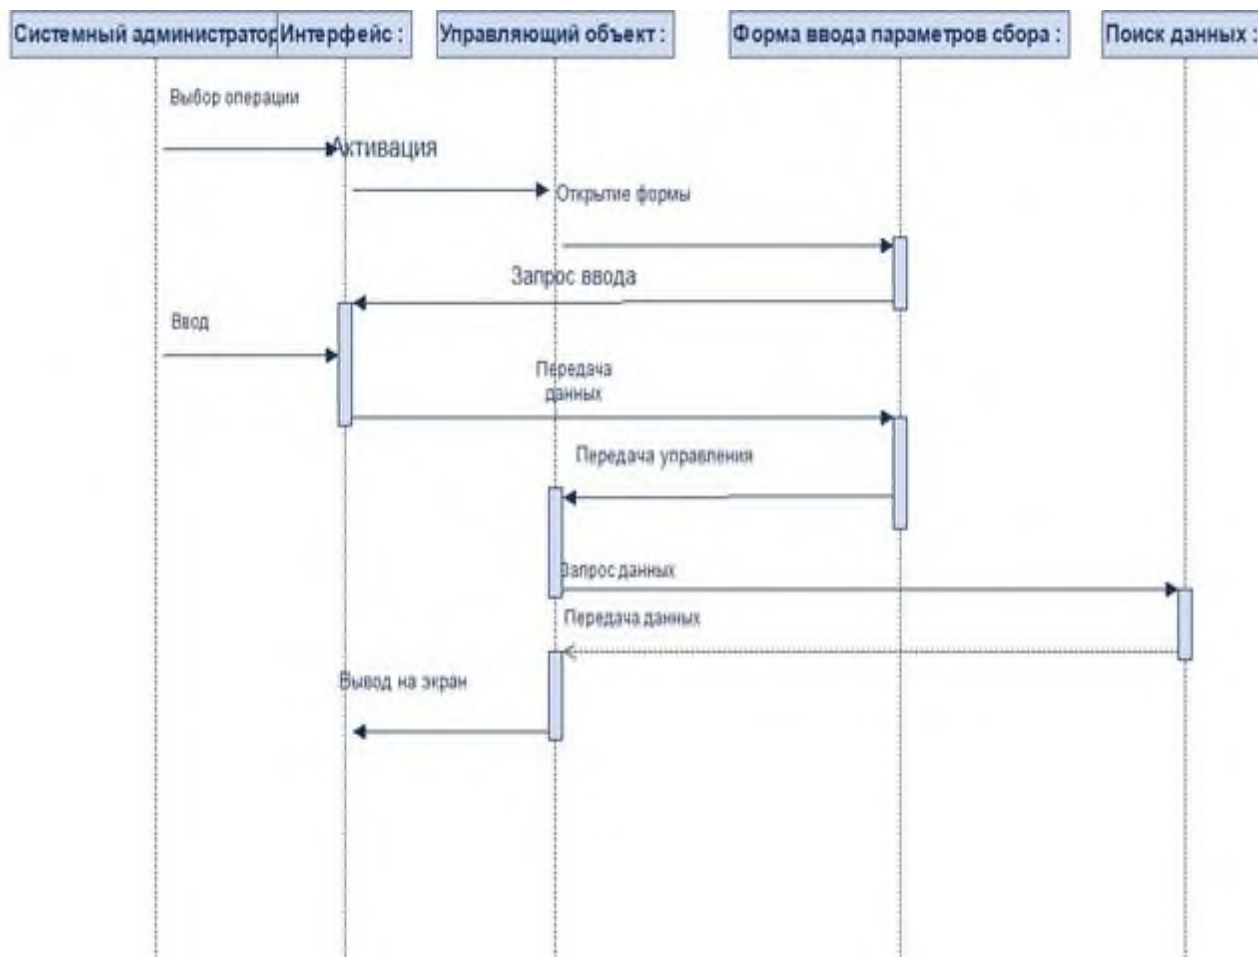 Системный администратор
Интерфейс :
Управляющий объект :
Форма ввода параметров сбора :
Поиск данных :
Выбор операции
Активация
Открытие формы
Запрос ввода
Ввод
Передача
данных
Передача управления
Запрос данных
Передача данных
Вывод на экран